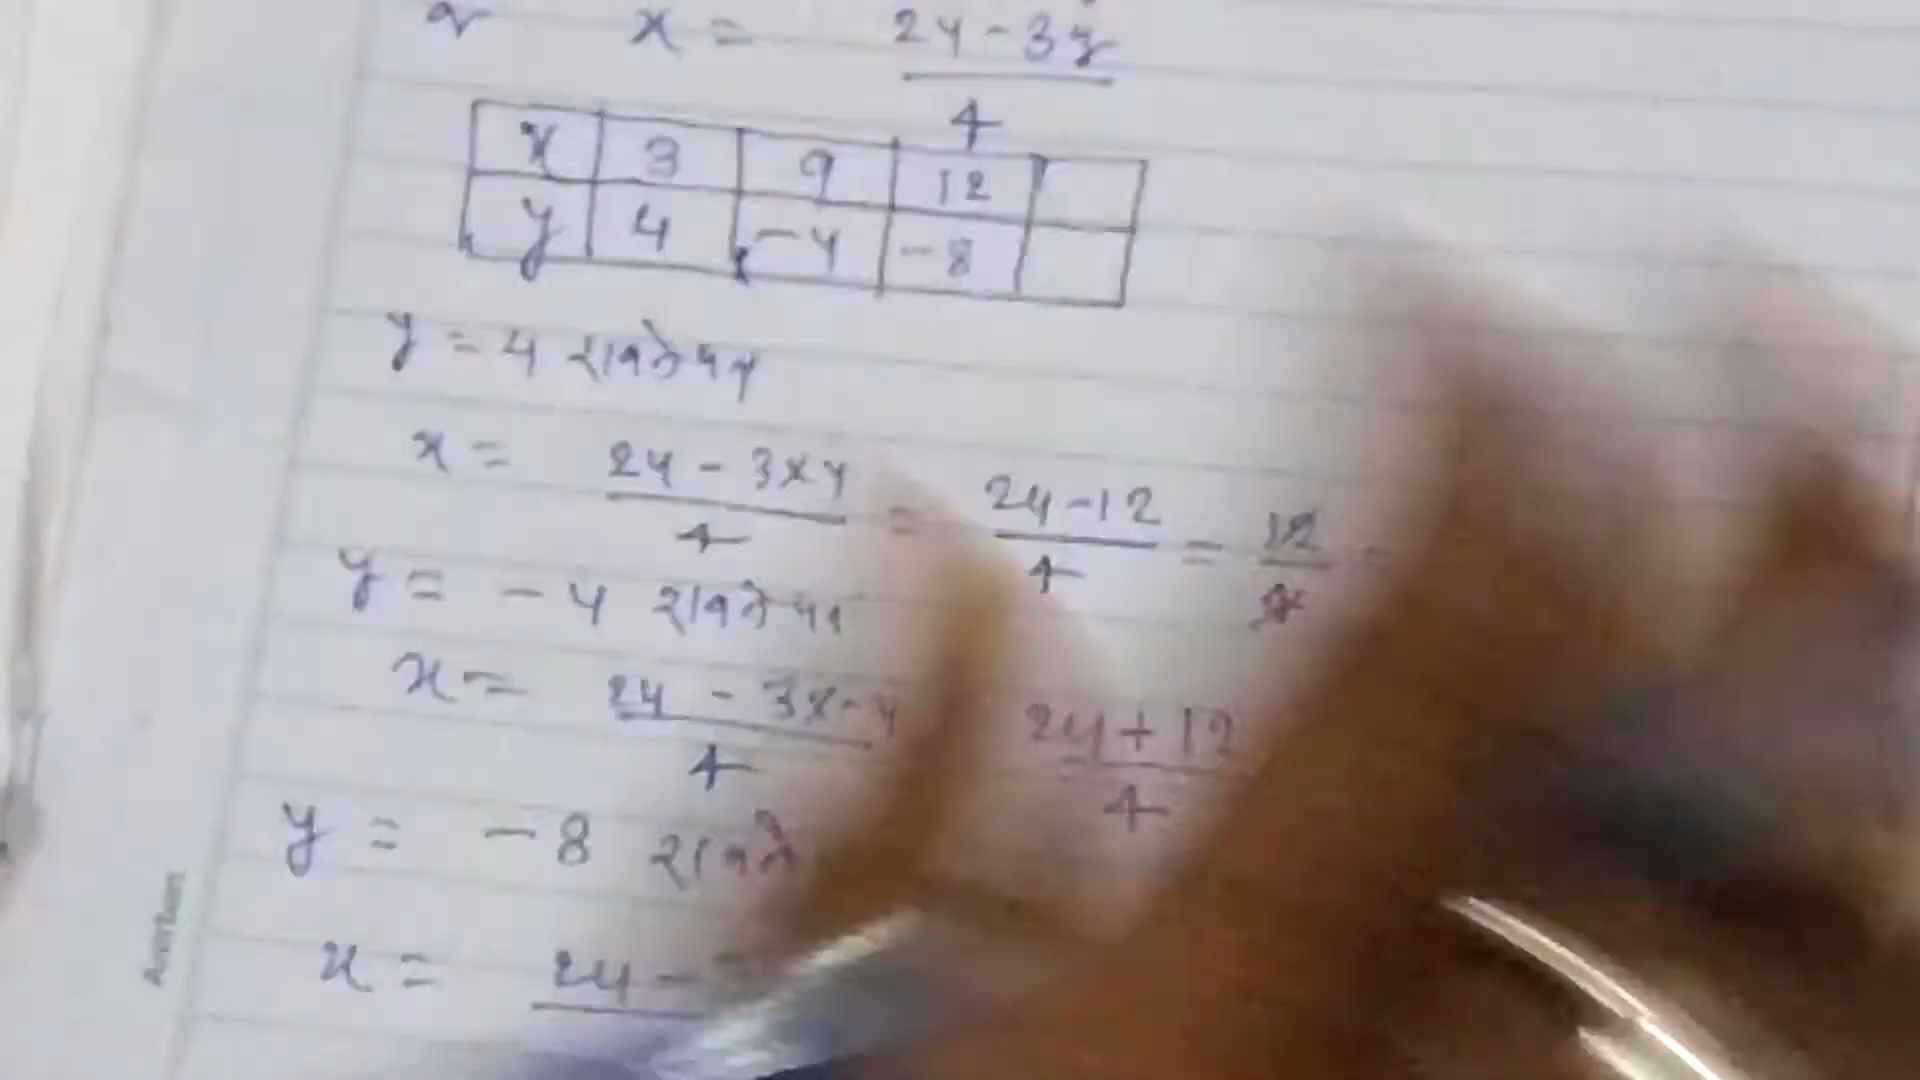 x = 24 - 3y
4
x 3 9 12
y 4 -4 -8
y = 4 रखने पर
x = 24 - 3×4 / 4 = 24-12 / 4 = 12 / 4
y = -4 रखने पर
x = 24 - 3×-4 / 4 24+12 / 4
y = -8 रखने
x = 24 -